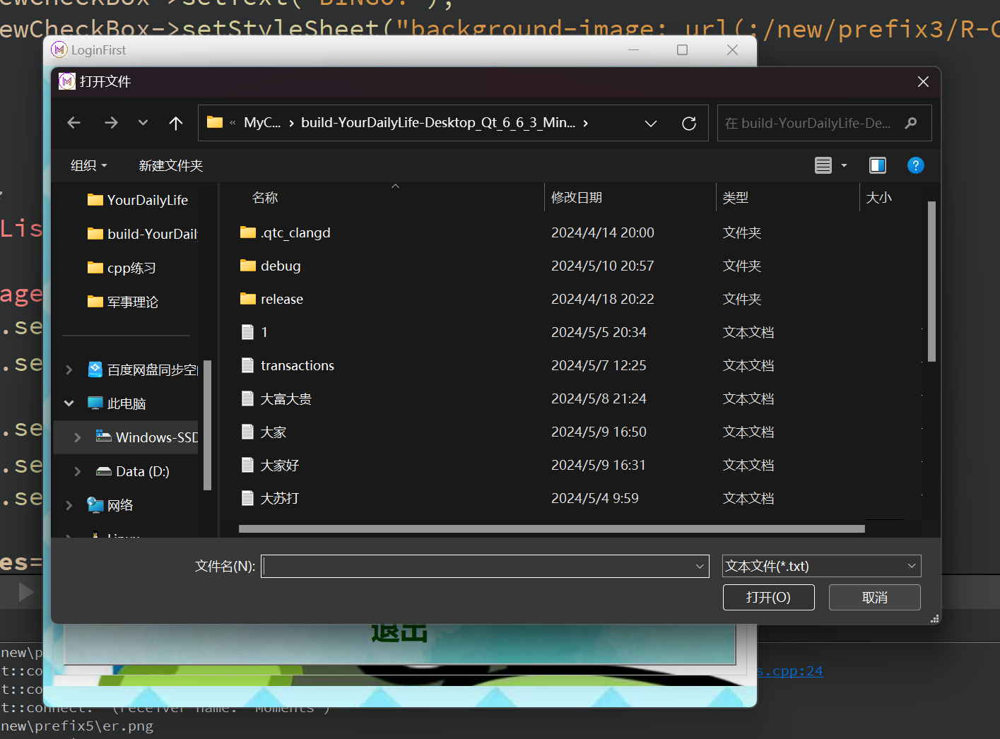 ewCheckBox->setText("BINGO!");
ewCheckBox->setStyleSheet("background-image: url(:/new/prefix3/R-C
LoginFirst
打开文件
« MyC... › build-YourDailyLife-Desktop_Qt_6_6_3_Min... ›
在 build-YourDailyLife-De...
组织
新建文件夹
?
YourDailyLife
build-YourDaily
cpp练习
军事理论
百度网盘同步空间
此电脑
Windows-SSD
Data (D:)
网络
Linux
名称 修改日期 类型 大小
.qtc_clangd 2024/4/14 20:00 文件夹
debug 2024/5/10 20:57 文件夹
release 2024/4/18 20:22 文件夹
1 2024/5/5 20:34 文本文档
transactions 2024/5/7 12:25 文本文档
大富大贵 2024/5/8 21:24 文本文档
大家 2024/5/9 16:50 文本文档
大家好 2024/5/9 16:31 文本文档
大苏打 2024/5/4 9:59 文本文档
文件名(N):
文本文件(*.txt)
打开(O)
取消
Lis
age
.se
.se
.se
.se
.se
es=
退出
new\p
t::co
s.cpp:24
t::co
t::connect: (receiver name: 'Moments')
new\prefix5\er.png